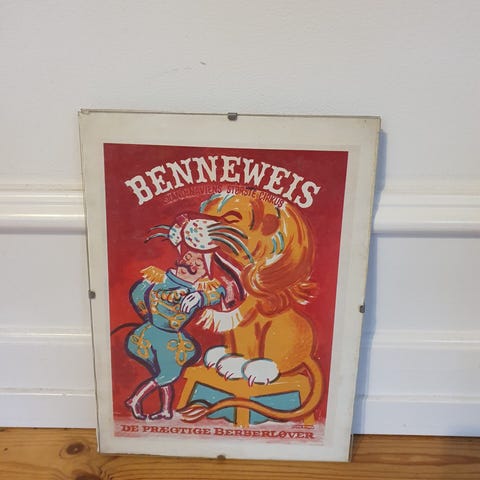 BENNEWEIS
SKANDINAVIENS STØRSTE CIRKUS
DE PRÆGTIGE BERBERLØVER